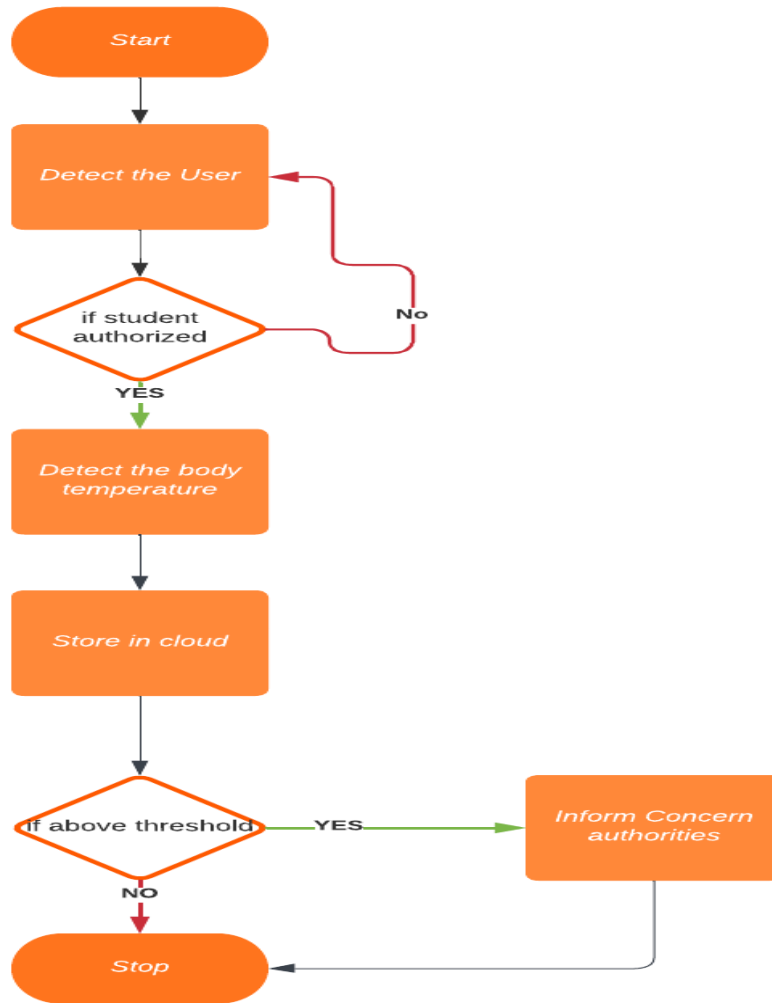 Start
Detect the User
if student
authorized
No
YES
Detect the body
temperature
Store in cloud
if above threshold
YES
Inform Concern
authorities
NO
Stop